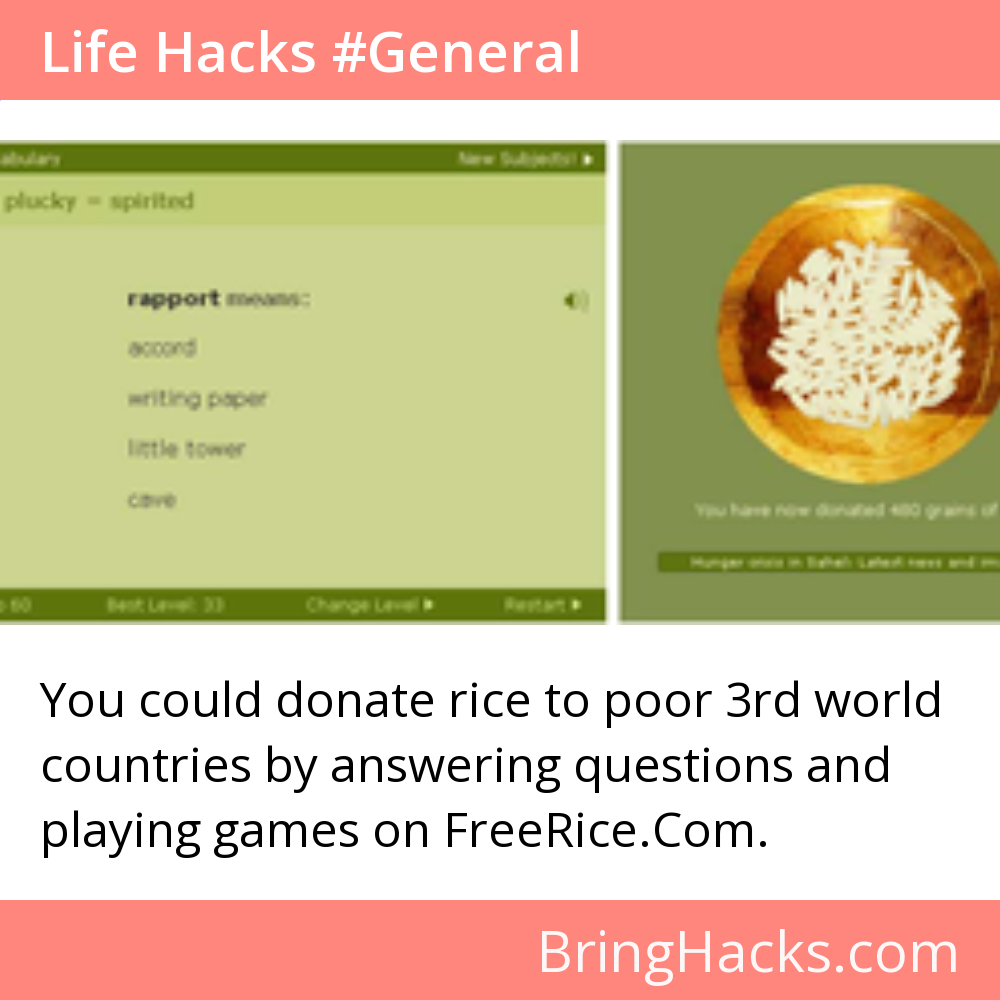 Life Hacks #General
abulary
New Subjects!
plucky = spirited
rapport means:
accord
writing paper
little tower
cave
You have now donated 480 grains of
Hunger crisis in Sahel: Latest news and
60
Best Level: 33
Change Level
Restart
You could donate rice to poor 3rd world
countries by answering questions and
playing games on FreeRice.Com.
BringHacks.com